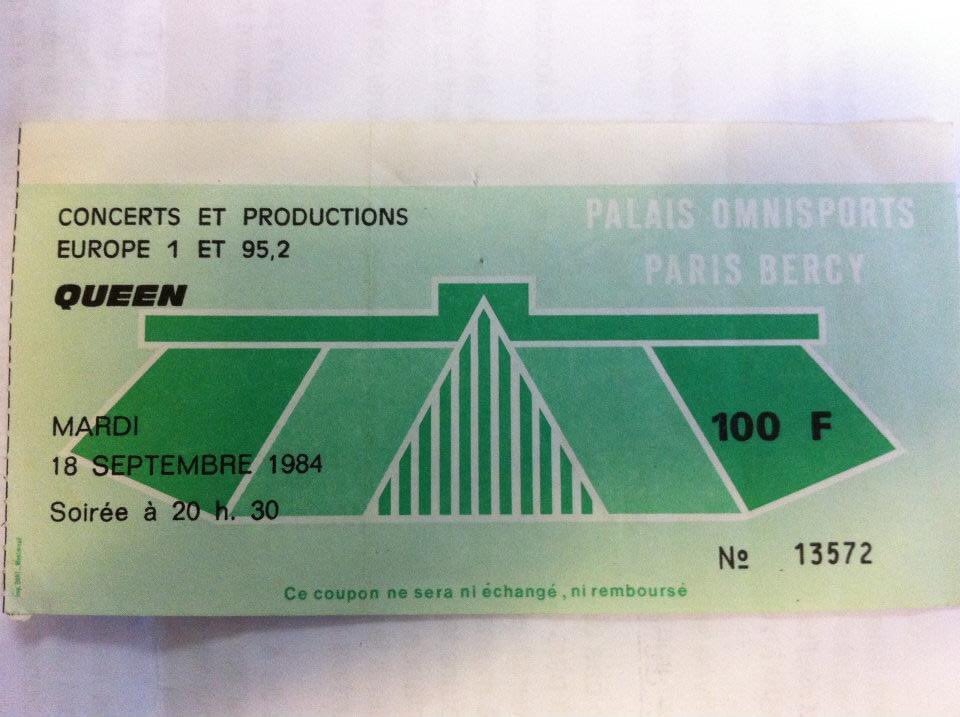 CONCERTS ET PRODUCTIONS
EUROPE 1 ET 95,2
QUEEN
PALAIS OMNISPORTS
PARIS BERCY
MARDI
18 SEPTEMBRE 1984
Soirée à 20 h. 30
100 F
Nº 13572
Ce coupon ne sera ni échangé, ni remboursé